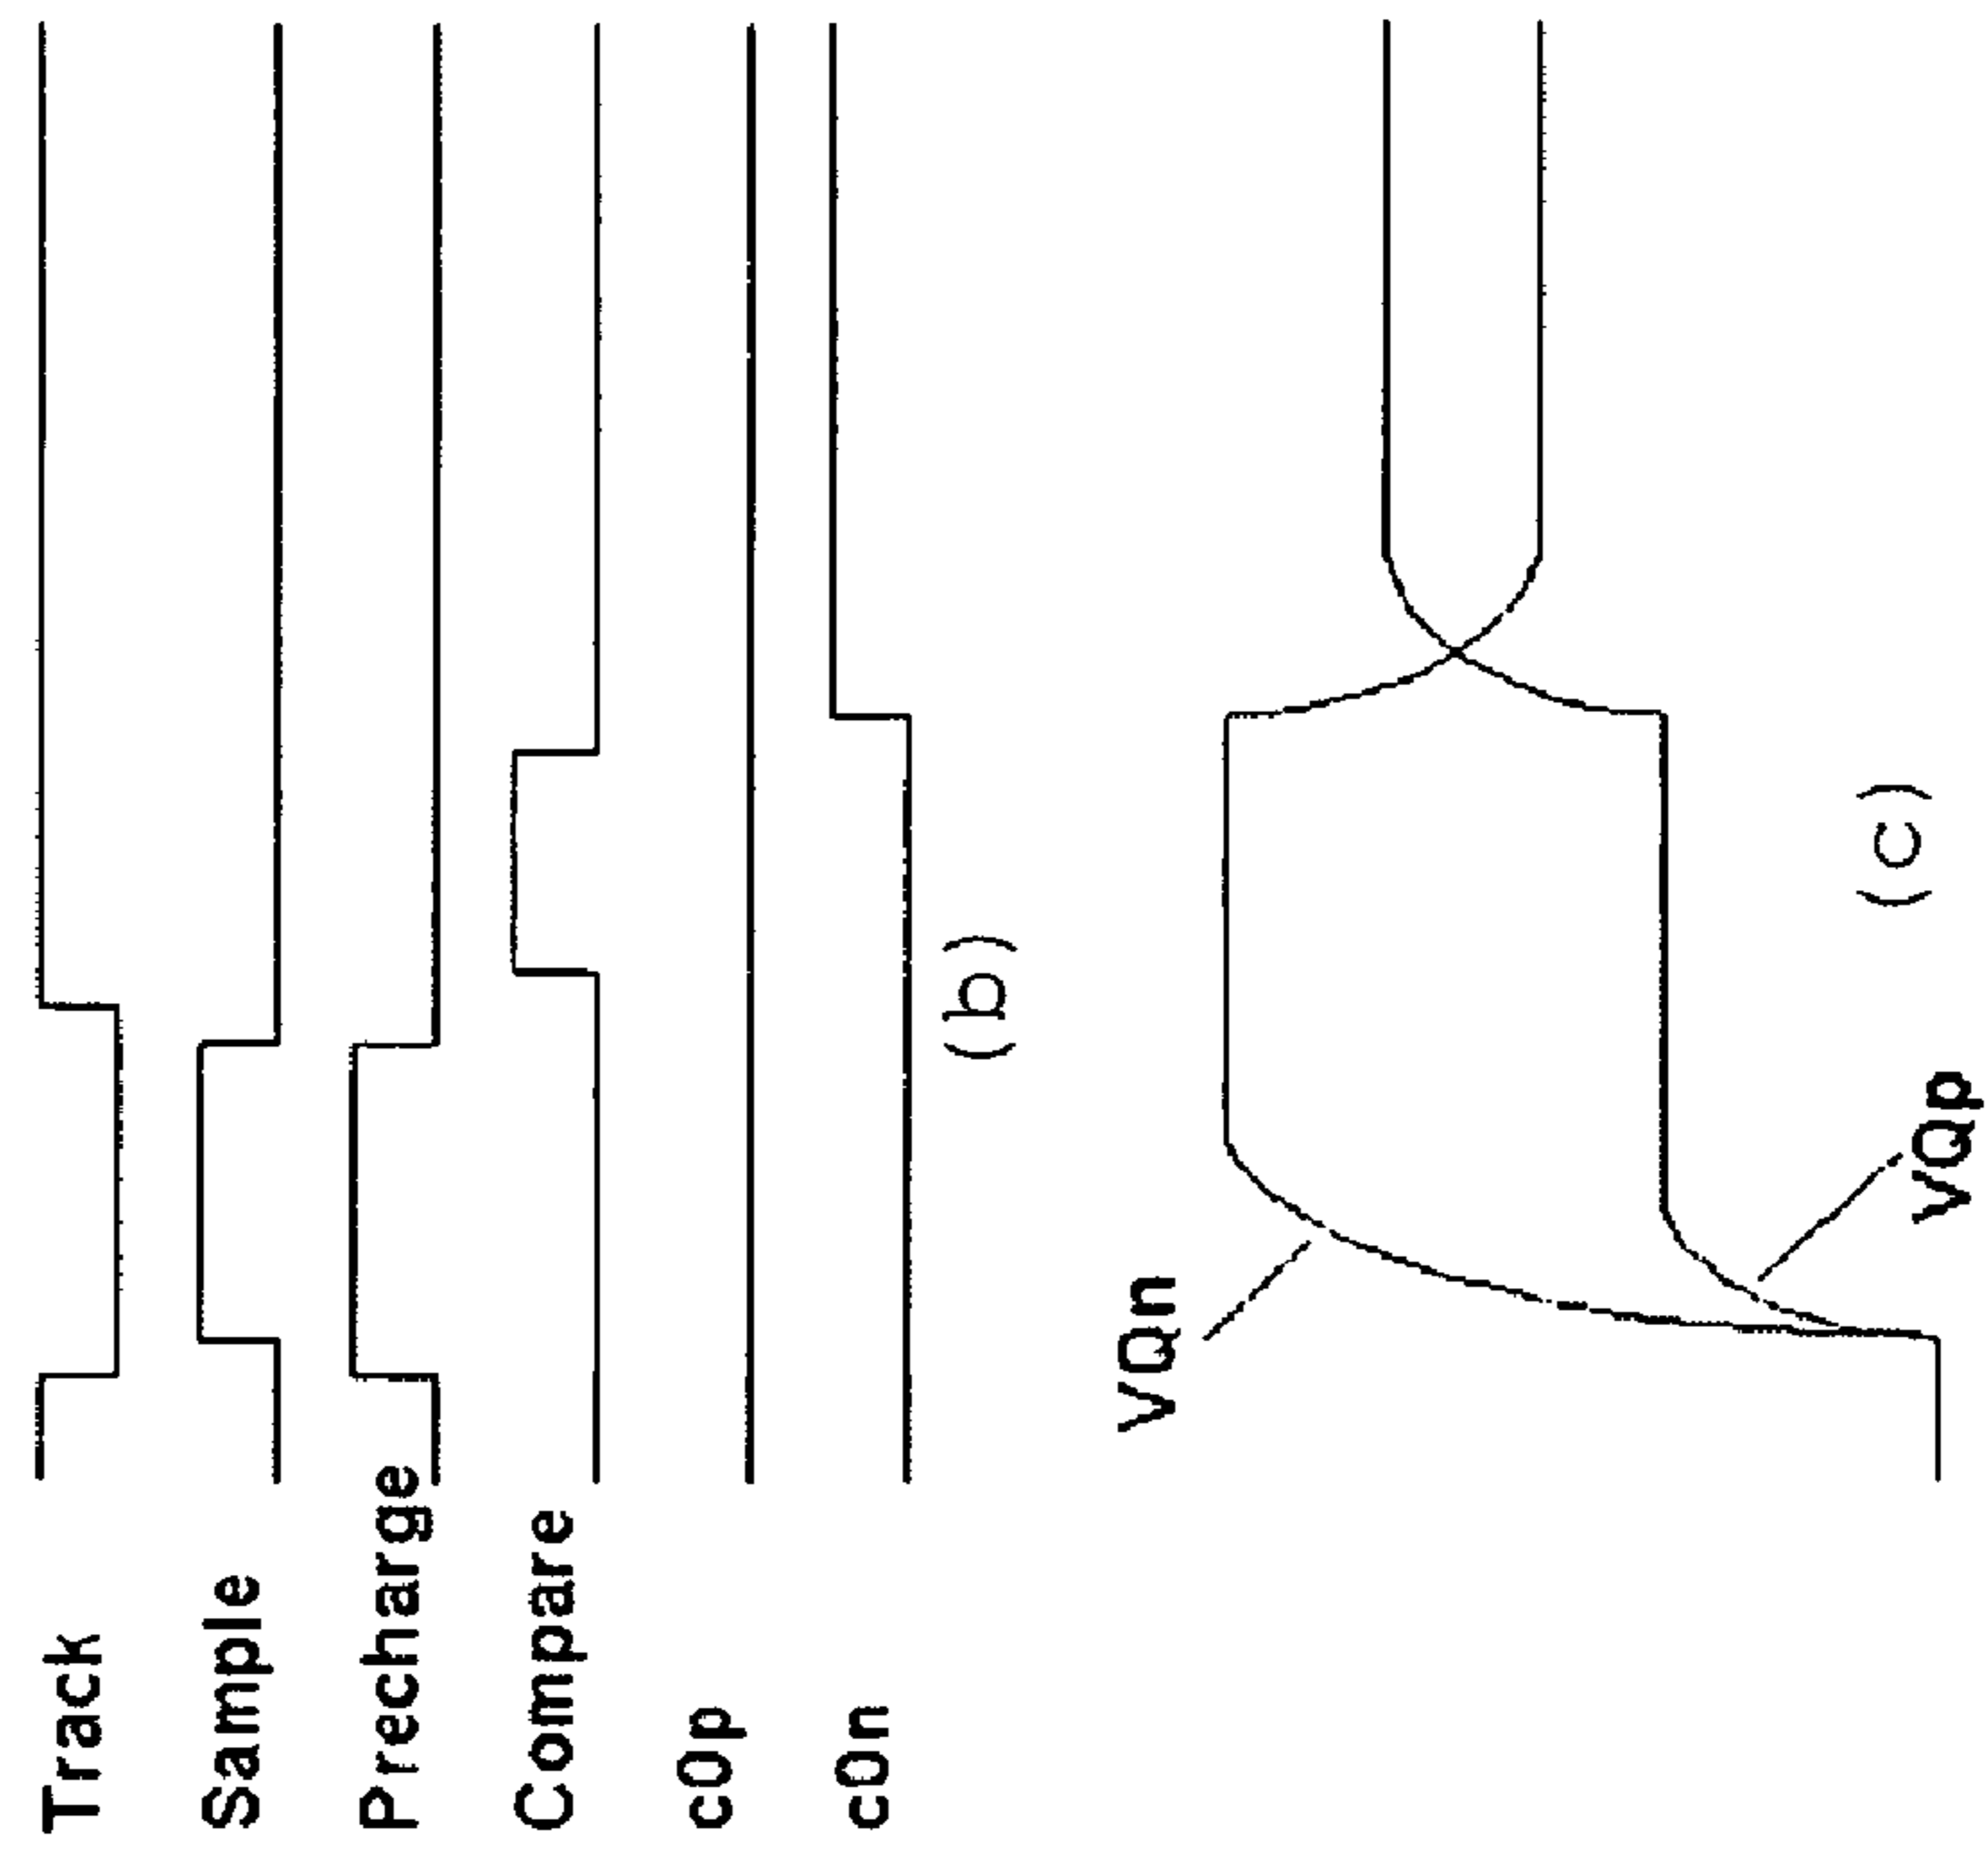 Track
Sample
Precharge
Compare
c0p
c0n
(b)
VQn
VQp
(c)